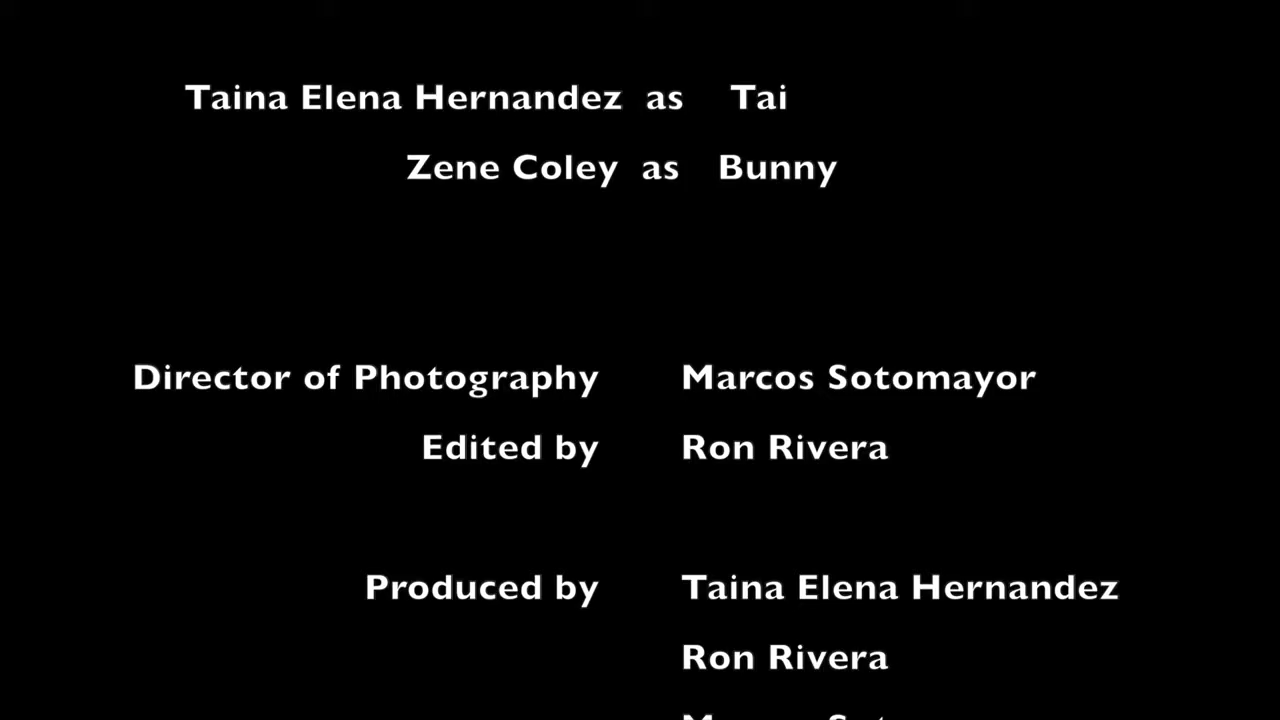 Taina Elena Hernandez as Tai
Zene Coley as Bunny
Director of Photography Marcos Sotomayor
Edited by Ron Rivera
Produced by Taina Elena Hernandez
Ron Rivera